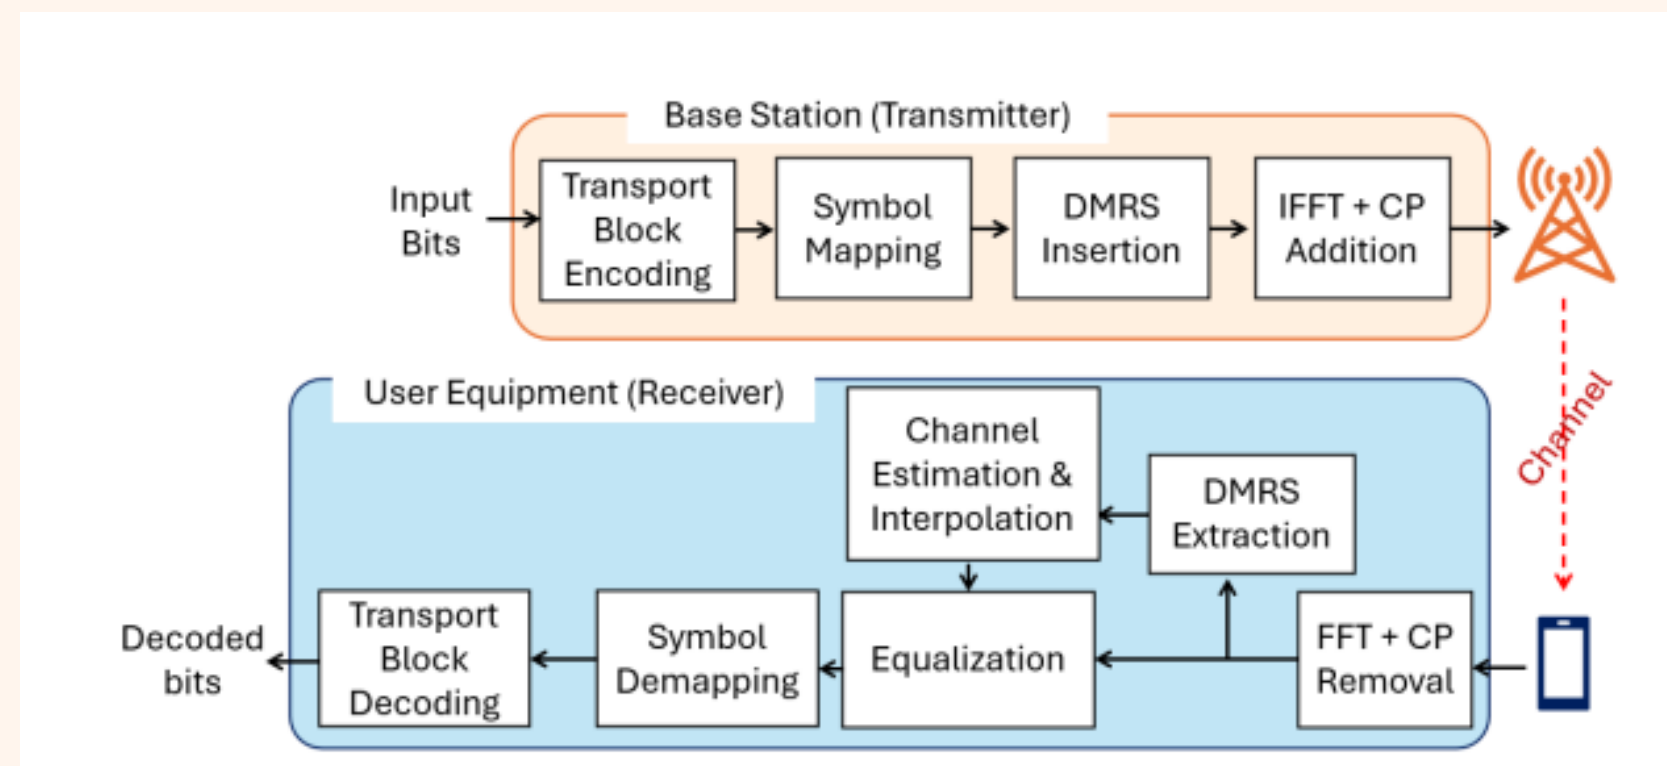 Base Station (Transmitter)
Input
Bits
Transport
Block
Encoding
Symbol
Mapping
DMRS
Insertion
IFFT + CP
Addition
Channel
User Equipment (Receiver)
Channel
Estimation &
Interpolation
DMRS
Extraction
Decoded
bits
Transport
Block
Decoding
Symbol
Demapping
Equalization
FFT + CP
Removal